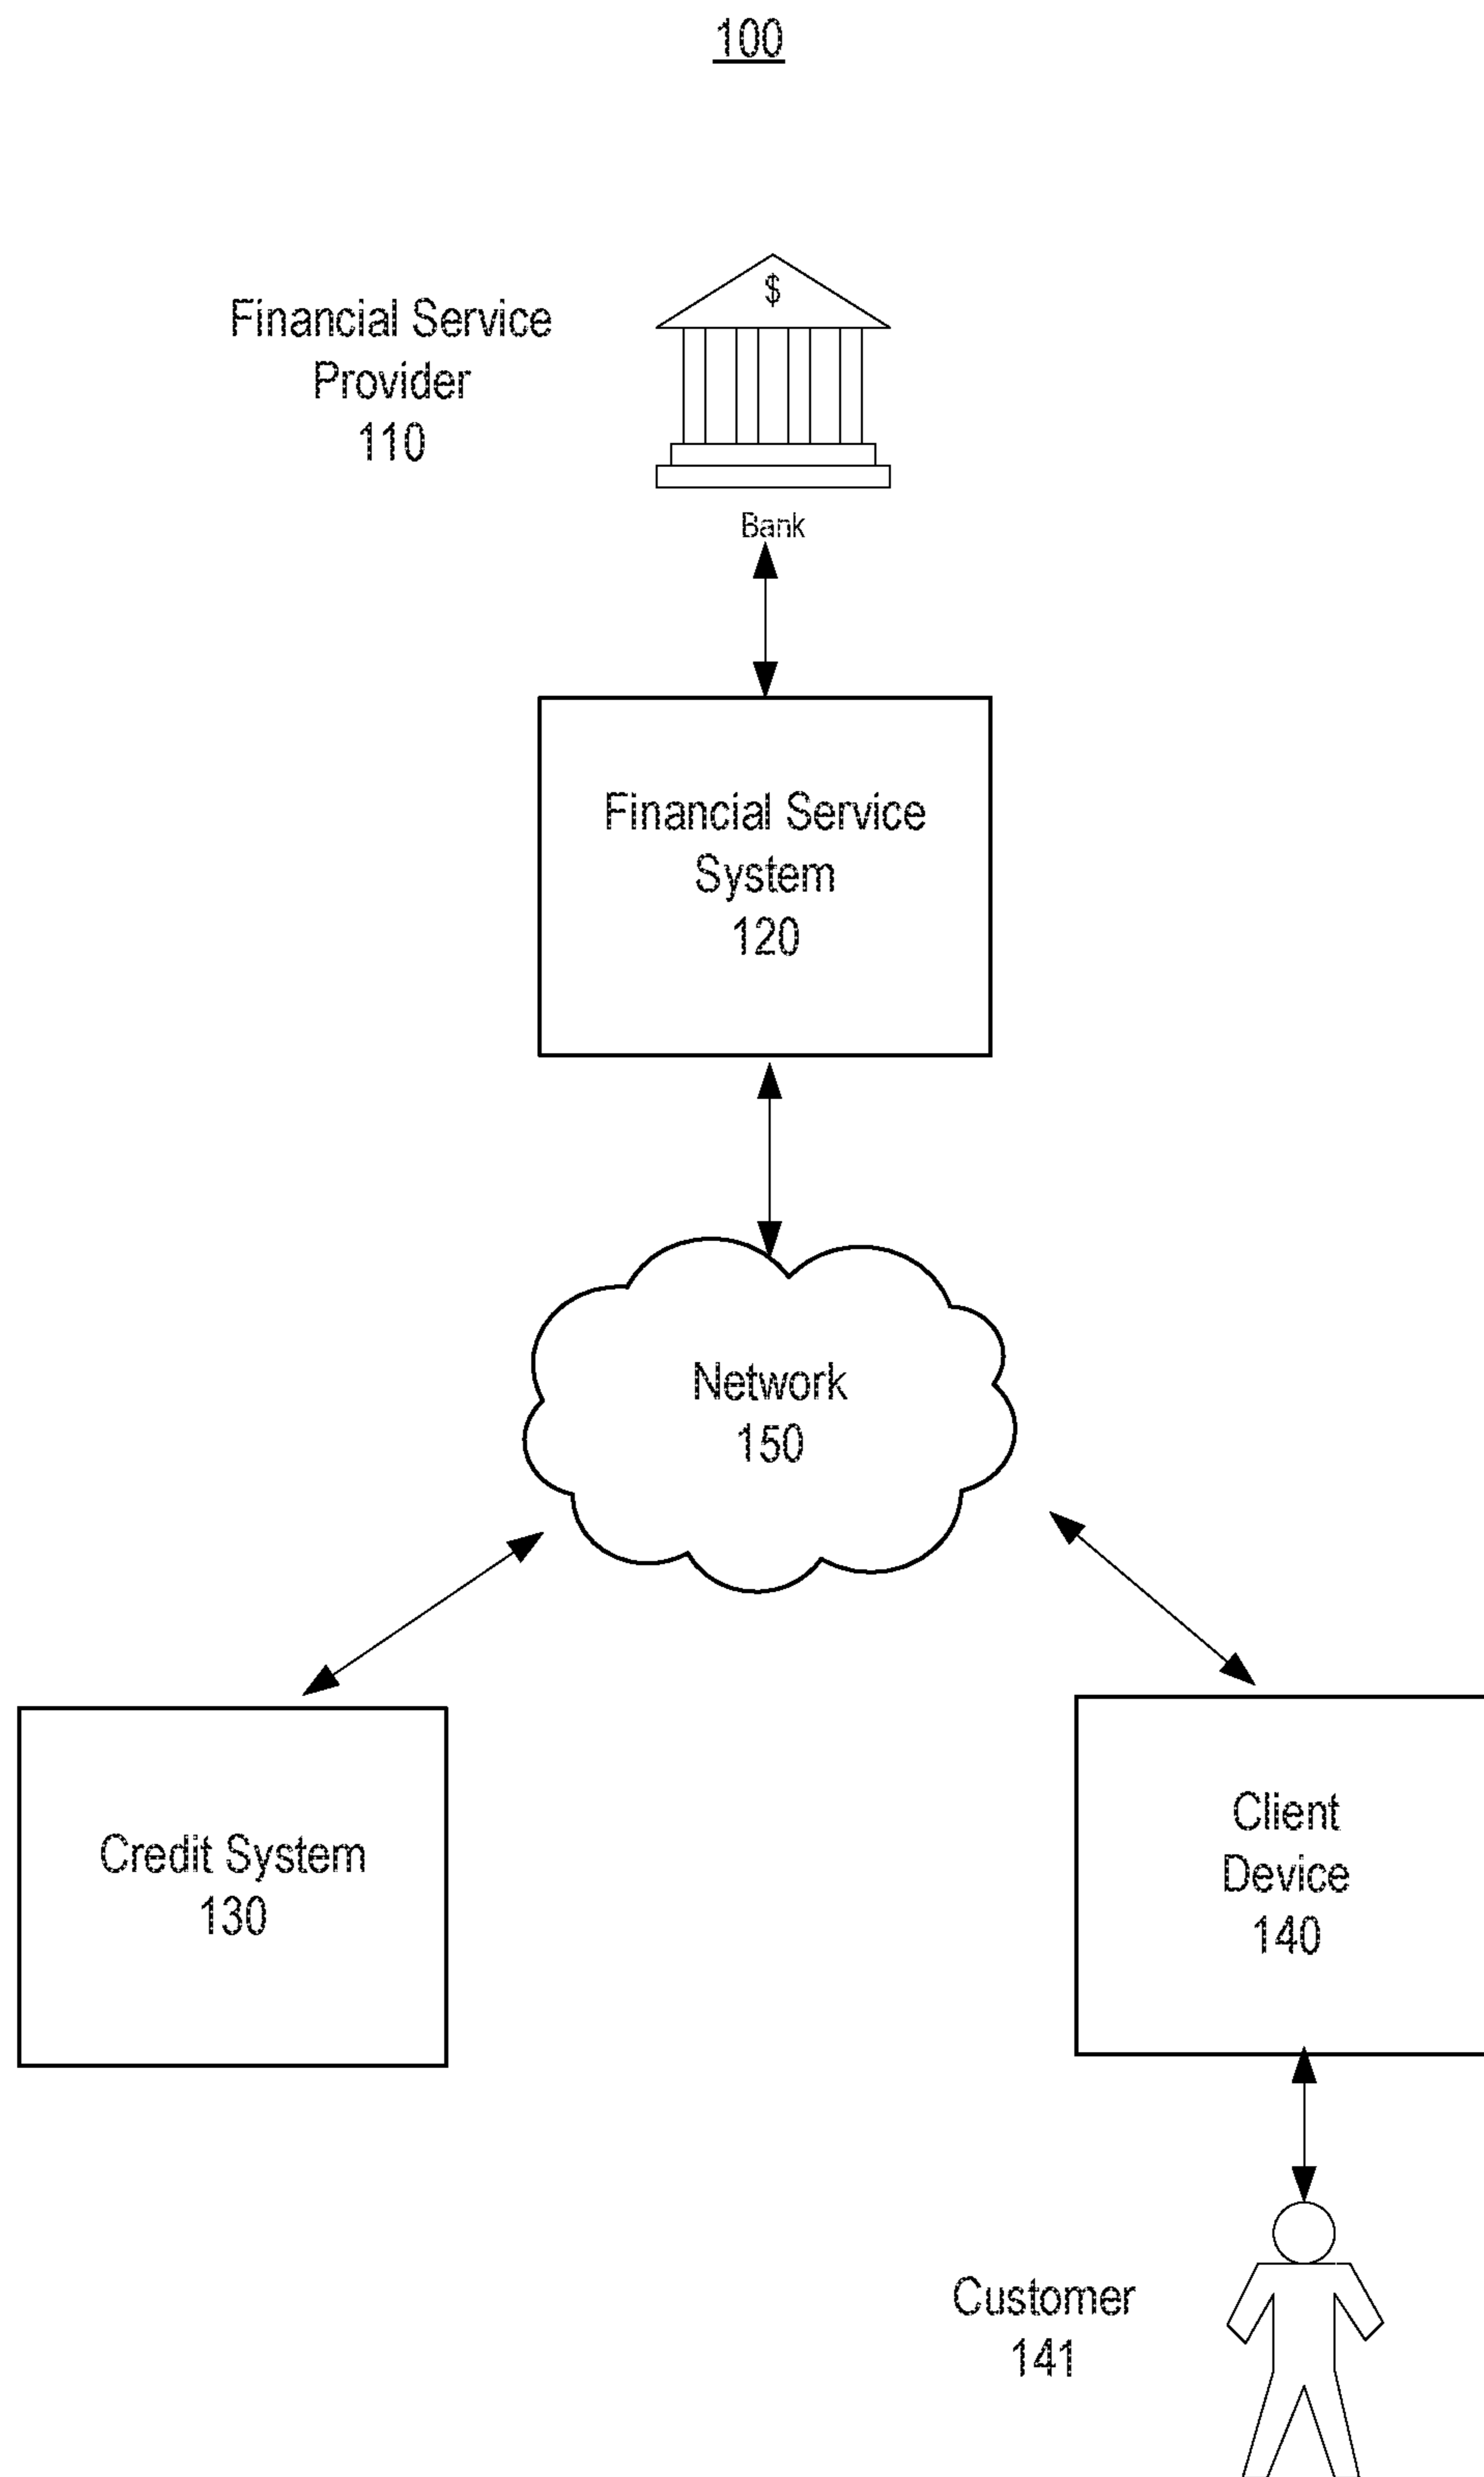 100
$
Financial Service
Provider
110
Bank
Financial Service
System
120
Network
150
Credit System
130
Client
Device
140
Customer
141